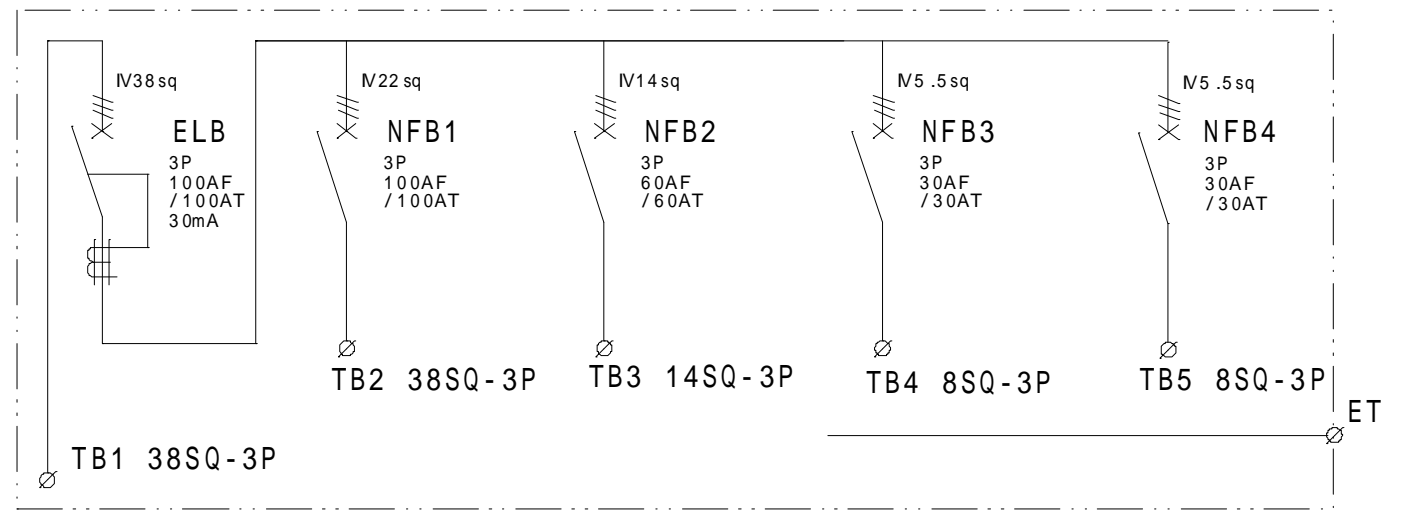 IV38sq
ELB
3P
100AF
/100AT
30mA
IV22sq
NFB1
3P
100AF
/100AT
IV14sq
NFB2
3P
60AF
/60AT
IV5.5sq
NFB3
3P
30AF
/30AT
IV5.5sq
NFB4
3P
30AF
/30AT
TB2 38SQ-3P
TB3 14SQ-3P
TB4 8SQ-3P
TB5 8SQ-3P
ET
TB1 38SQ-3P